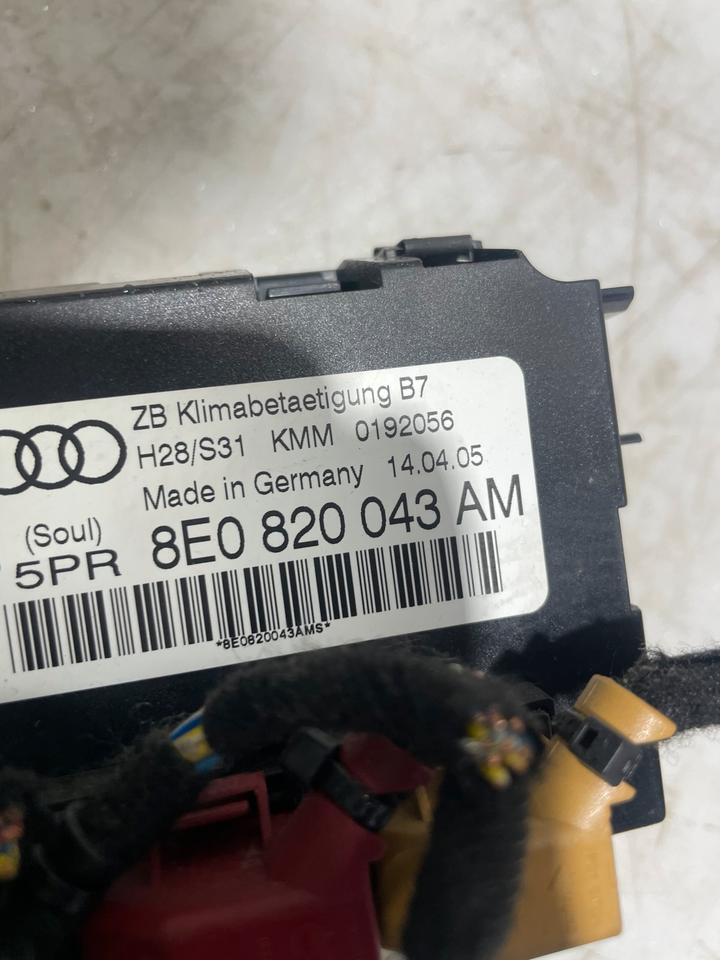 ZB Klimabetaetigung B7
H28/S31 KMM 0192056
Made in Germany 14.04.05
(Soul)
5PR 8E0 820 043 AM
*8E0820043AMS*